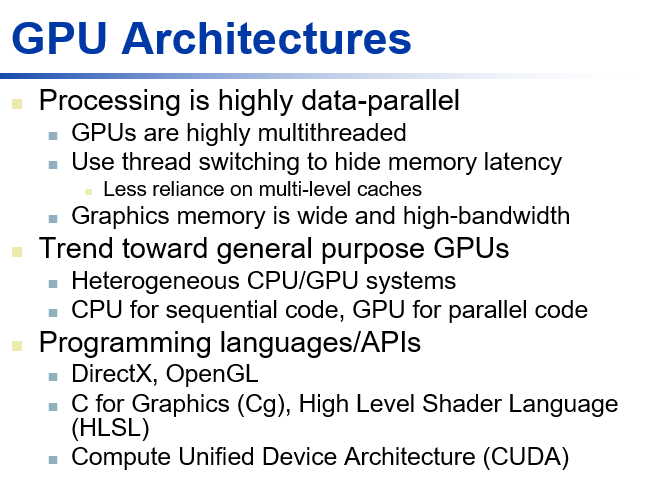 GPU Architectures
Processing is highly data-parallel
GPUs are highly multithreaded
Use thread switching to hide memory latency
Less reliance on multi-level caches
Graphics memory is wide and high-bandwidth
Trend toward general purpose GPUs
Heterogeneous CPU/GPU systems
CPU for sequential code, GPU for parallel code
Programming languages/APIs
DirectX, OpenGL
C for Graphics (Cg), High Level Shader Language
(HLSL)
Compute Unified Device Architecture (CUDA)